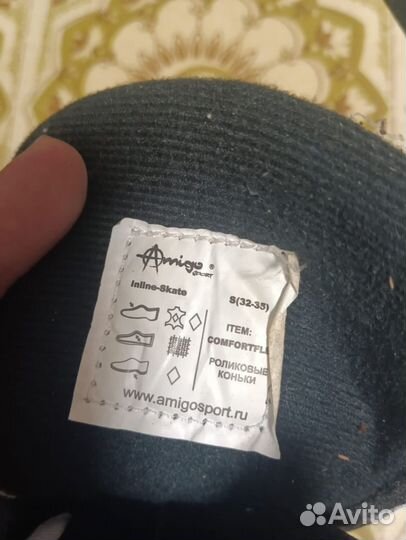 Amigo®
SPORT
Inline-Skate
S(32-35)
ITEM:
COMFORTFL
РОЛИКОВЫЕ
КОНЬКИ
www.amigosport.ru
Avito